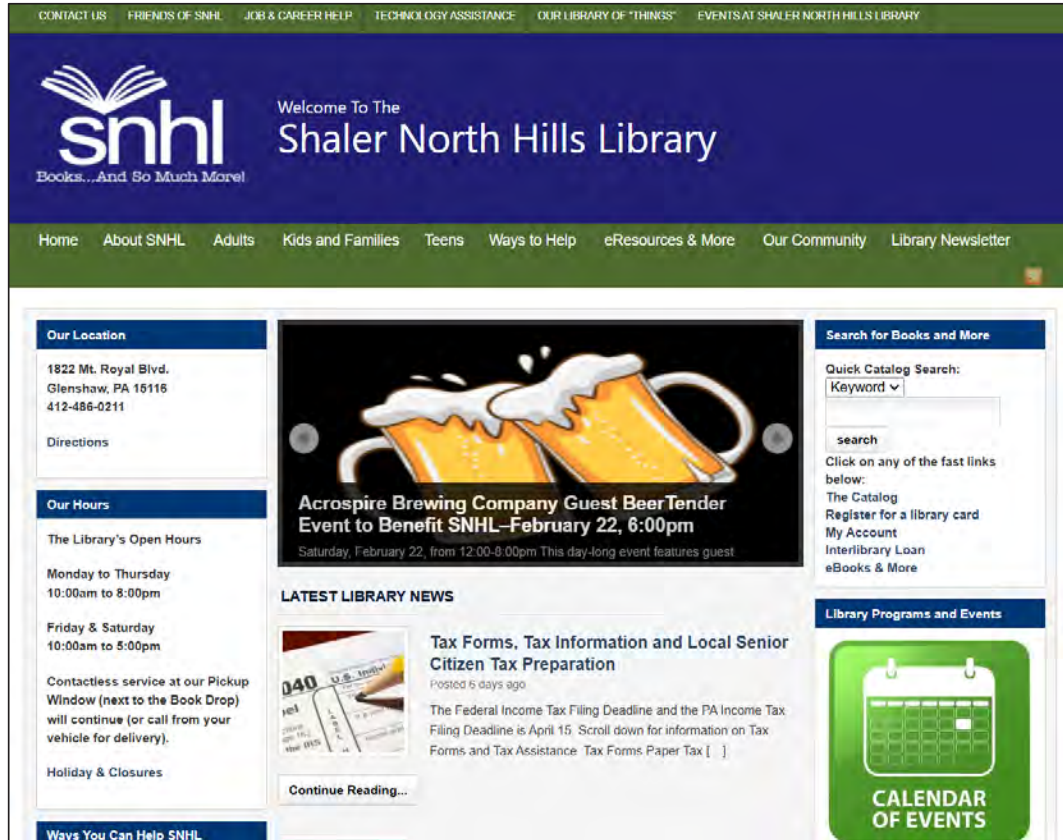 CONTACT US FRIENDS OF SNHL JOB & CAREER HELP TECHNOLOGY ASSISTANCE OUR LIBRARY OF "THINGS" EVENTS AT SHALER NORTH HILLS LIBRARY
snhl
Books...And So Much More!
Welcome To The
Shaler North Hills Library
Home About SNHL Adults Kids and Families Teens Ways to Help eResources & More Our Community Library Newsletter
Our Location
1822 Mt. Royal Blvd.
Glenshaw, PA 15116
412-486-0211
Directions
Our Hours
The Library's Open Hours
Monday to Thursday
10:00am to 8:00pm
Friday & Saturday
10:00am to 5:00pm
Contactless service at our Pickup
Window (next to the Book Drop)
will continue (or call from your
vehicle for delivery).
Holiday & Closures
Ways You Can Help SNHL
Acrospire Brewing Company Guest BeerTender
Event to Benefit SNHL–February 22, 6:00pm
Saturday, February 22, from 12:00-8:00pm This day-long event features guest
LATEST LIBRARY NEWS
1040 U.S. Indivi
LABEL
the IRS
Tax Forms, Tax Information and Local Senior
Citizen Tax Preparation
Posted 6 days ago
The Federal Income Tax Filing Deadline and the PA Income Tax
Filing Deadline is April 15. Scroll down for information on Tax
Forms and Tax Assistance Tax Forms Paper Tax [ ]
Continue Reading...
Search for Books and More
Quick Catalog Search:
Keyword
search
Click on any of the fast links
below:
The Catalog
Register for a library card
My Account
Interlibrary Loan
eBooks & More
Library Programs and Events
CALENDAR
OF EVENTS